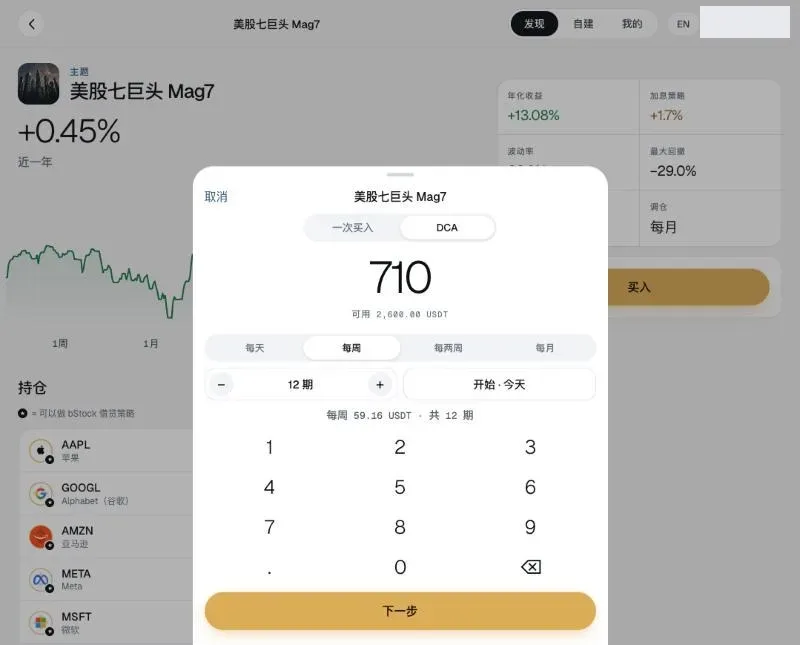 美股七巨头 Mag7
发现 自建 我的 EN
主题
美股七巨头 Mag7
+0.45%
近一年
年化收益
+13.08%
加息策略
+1.7%
波动率
最大回撤
-29.0%
调仓
每月
买入
1周 1月
持仓
= 可以做 bStock 借贷策略
AAPL
苹果
GOOGL
Alphabet（谷歌）
AMZN
亚马逊
META
Meta
MSFT
微软
取消
美股七巨头 Mag7
一次买入 DCA
710
可用 2,600.00 USDT
每天 每周 每两周 每月
− 12 期 +
开始 · 今天
每周 59.16 USDT · 共 12 期
1 2 3
4 5 6
7 8 9
. 0
下一步